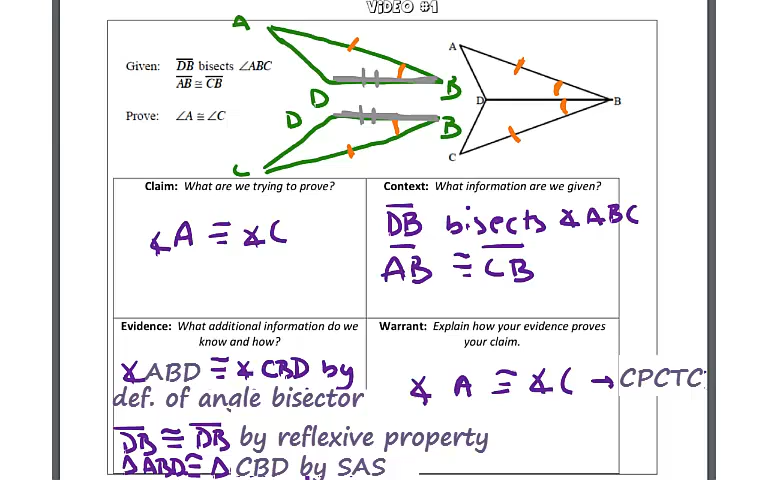 VIDEO #1
Given: DB bisects ∠ABC
AB ≅ CB
Prove: ∠A ≅ ∠C
A
D
B
D
B
C
A
D
B
C
Claim: What are we trying to prove?
∡A ≅ ∡C
Context: What information are we given?
DB bisects ∡ABC
AB ≅ CB
Evidence: What additional information do we know and how?
∡ABD ≅ ∡CBD by
def. of angle bisector
DB ≅ DB by reflexive property
ΔABD ≅ ΔCBD by SAS
Warrant: Explain how your evidence proves your claim.
∡A ≅ ∡C → CPCTC